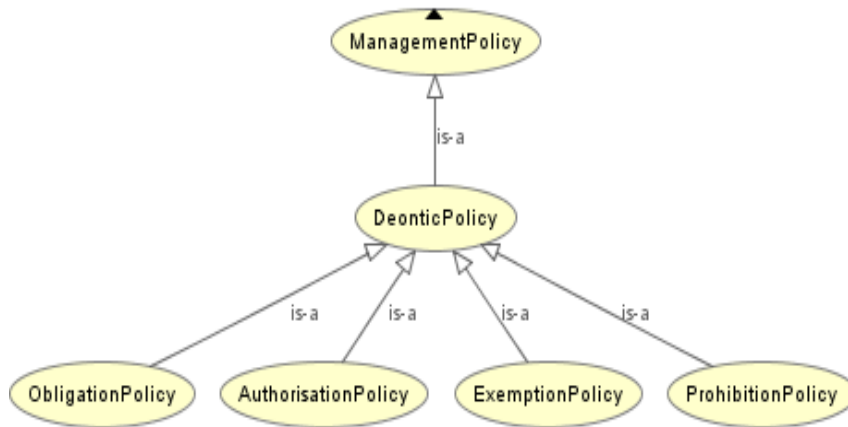 ManagementPolicy
is-a
DeonticPolicy
is-a
is-a
is-a
is-a
ObligationPolicy
AuthorisationPolicy
ExemptionPolicy
ProhibitionPolicy